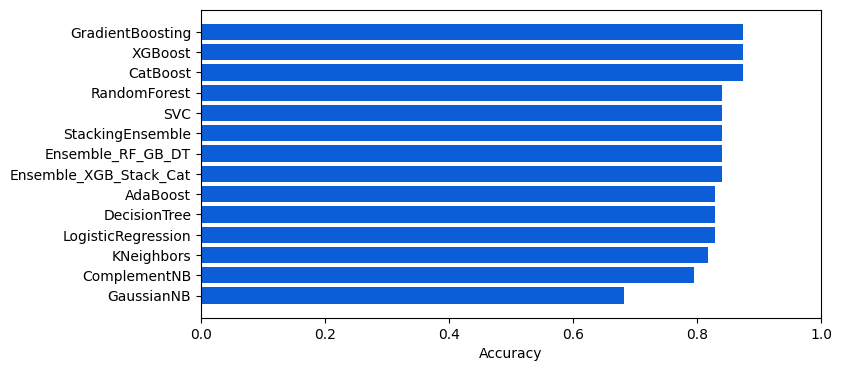 GradientBoosting
XGBoost
CatBoost
RandomForest
SVC
StackingEnsemble
Ensemble_RF_GB_DT
Ensemble_XGB_Stack_Cat
AdaBoost
DecisionTree
LogisticRegression
KNeighbors
ComplementNB
GaussianNB
0.0 0.2 0.4 0.6 0.8 1.0
Accuracy